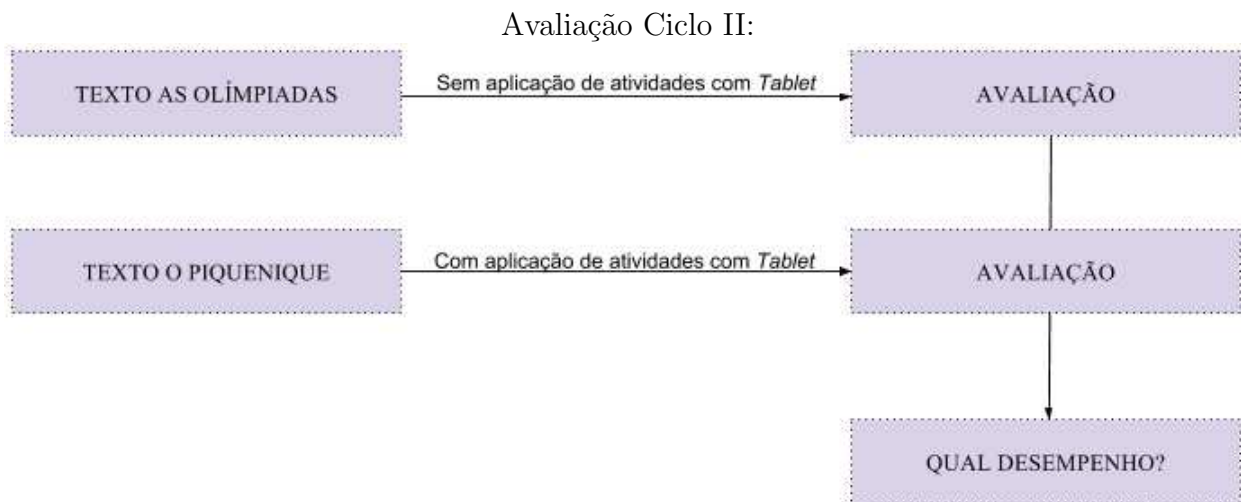 Avaliação Ciclo II:
TEXTO AS OLÍMPIADAS
Sem aplicação de atividades com Tablet
AVALIAÇÃO
TEXTO O PIQUENIQUE
Com aplicação de atividades com Tablet
AVALIAÇÃO
QUAL DESEMPENHO?